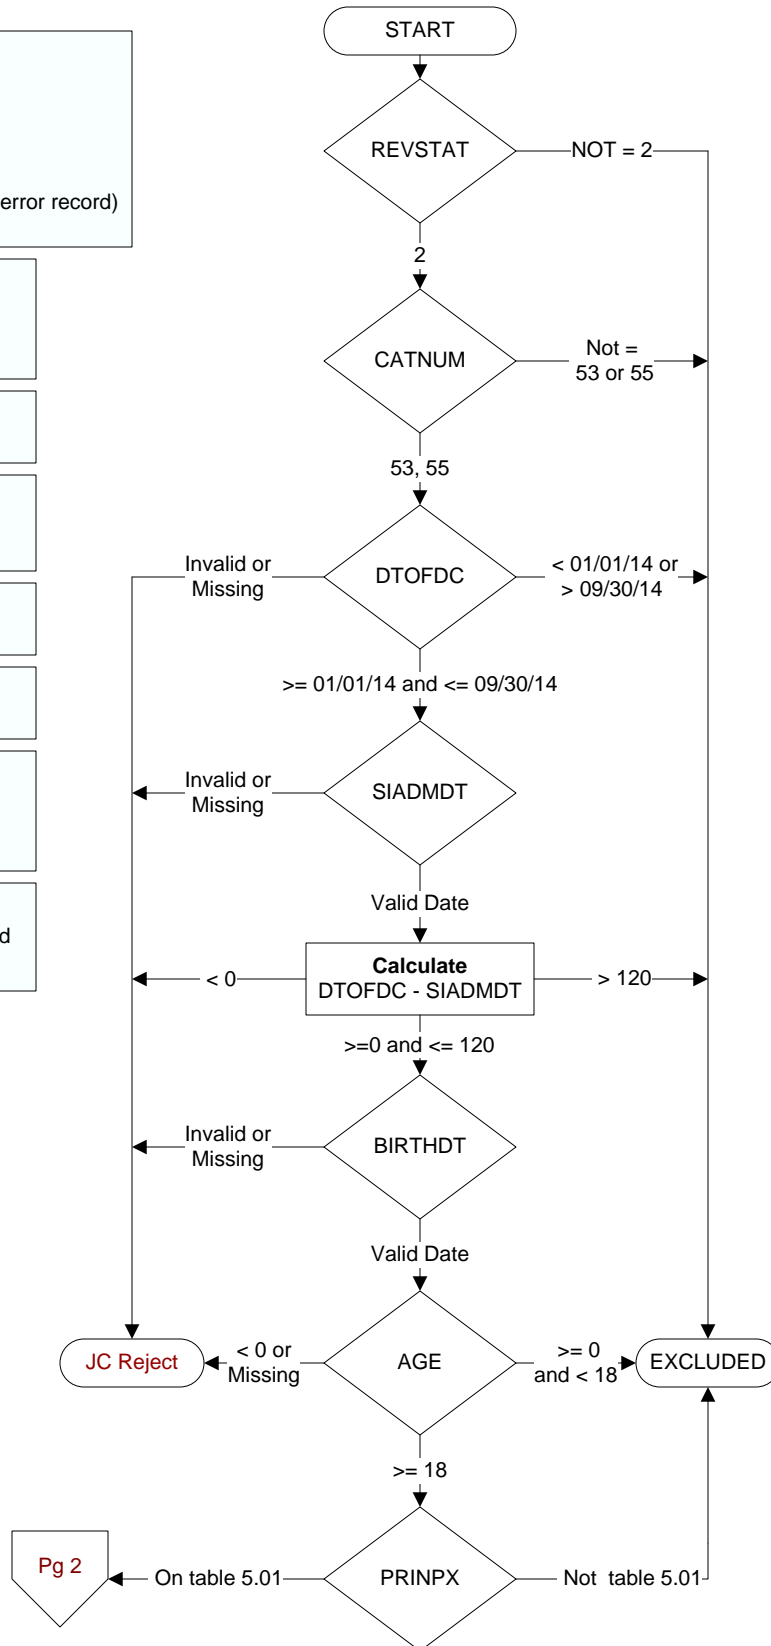 START
error record)
REVSTAT
NOT = 2
2
CATNUM
Not =
53 or 55
53, 55
Invalid or
Missing
DTOFDC
< 01/01/14 or
> 09/30/14
>= 01/01/14 and <= 09/30/14
Invalid or
Missing
SIADMDT
Valid Date
d
< 0
Calculate
DTOFDC - SIADMDT
> 120
>=0 and <= 120
Invalid or
Missing
BIRTHDT
Valid Date
JC Reject
< 0 or
Missing
AGE
>= 0
and < 18
EXCLUDED
>= 18
Pg 2
On table 5.01
PRINPX
Not table 5.01